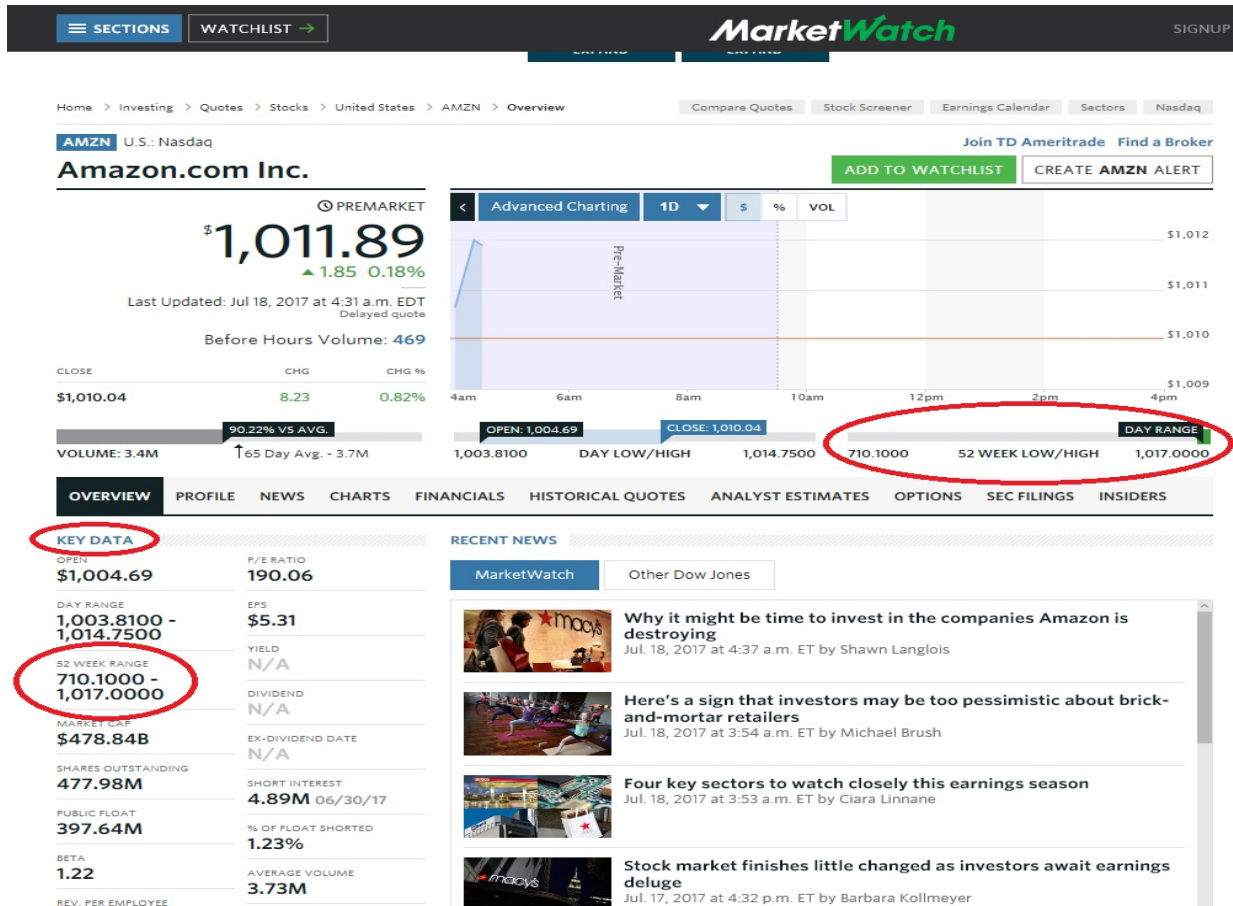 SECTIONS WATCHLIST → MarketWatch SIGNUP
EXPAND EXPAND
Home > Investing > Quotes > Stocks > United States > AMZN > Overview Compare Quotes Stock Screener Earnings Calendar Sectors Nasdaq
AMZN U.S.: Nasdaq Join TD Ameritrade Find a Broker
Amazon.com Inc. ADD TO WATCHLIST CREATE AMZN ALERT
PREMARKET
$1,011.89
▲ 1.85 0.18%
Last Updated: Jul 18, 2017 at 4:31 a.m. EDT
Delayed quote
Before Hours Volume: 469
CLOSE CHG CHG %
$1,010.04 8.23 0.82%
< Advanced Charting 1D ▼ $ % VOL
Pre-Market
$1,012
$1,011
$1,010
$1,009
4am 6am 8am 10am 12pm 2pm 4pm
90.22% VS AVG.
VOLUME: 3.4M 65 Day Avg. - 3.7M
OPEN: 1,004.69 CLOSE: 1,010.04
1,003.8100 DAY LOW/HIGH 1,014.7500
DAY RANGE
710.1000 52 WEEK LOW/HIGH 1,017.0000
OVERVIEW PROFILE NEWS CHARTS FINANCIALS HISTORICAL QUOTES ANALYST ESTIMATES OPTIONS SEC FILINGS INSIDERS
KEY DATA
OPEN
$1,004.69
DAY RANGE
1,003.8100 -
1,014.7500
52 WEEK RANGE
710.1000 -
1,017.0000
MARKET CAP
$478.84B
SHARES OUTSTANDING
477.98M
PUBLIC FLOAT
397.64M
BETA
1.22
REV. PER EMPLOYEE
P/E RATIO
190.06
EPS
$5.31
YIELD
N/A
DIVIDEND
N/A
EX-DIVIDEND DATE
N/A
SHORT INTEREST
4.89M 06/30/17
% OF FLOAT SHORTED
1.23%
AVERAGE VOLUME
3.73M
RECENT NEWS
MarketWatch Other Dow Jones
macy's
Why it might be time to invest in the companies Amazon is
destroying
Jul. 18, 2017 at 4:37 a.m. ET by Shawn Langlois
Here's a sign that investors may be too pessimistic about brick-
and-mortar retailers
Jul. 18, 2017 at 3:54 a.m. ET by Michael Brush
Four key sectors to watch closely this earnings season
Jul. 18, 2017 at 3:53 a.m. ET by Ciara Linnane
macy's
Stock market finishes little changed as investors await earnings
deluge
Jul. 17, 2017 at 4:32 p.m. ET by Barbara Kollmeyer